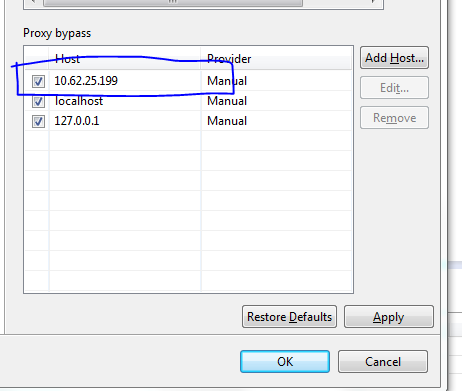 Proxy bypass
Host Provider
Add Host...
10.62.25.199 Manual
Edit...
localhost Manual
127.0.0.1 Manual
Remove
Restore Defaults Apply
OK Cancel